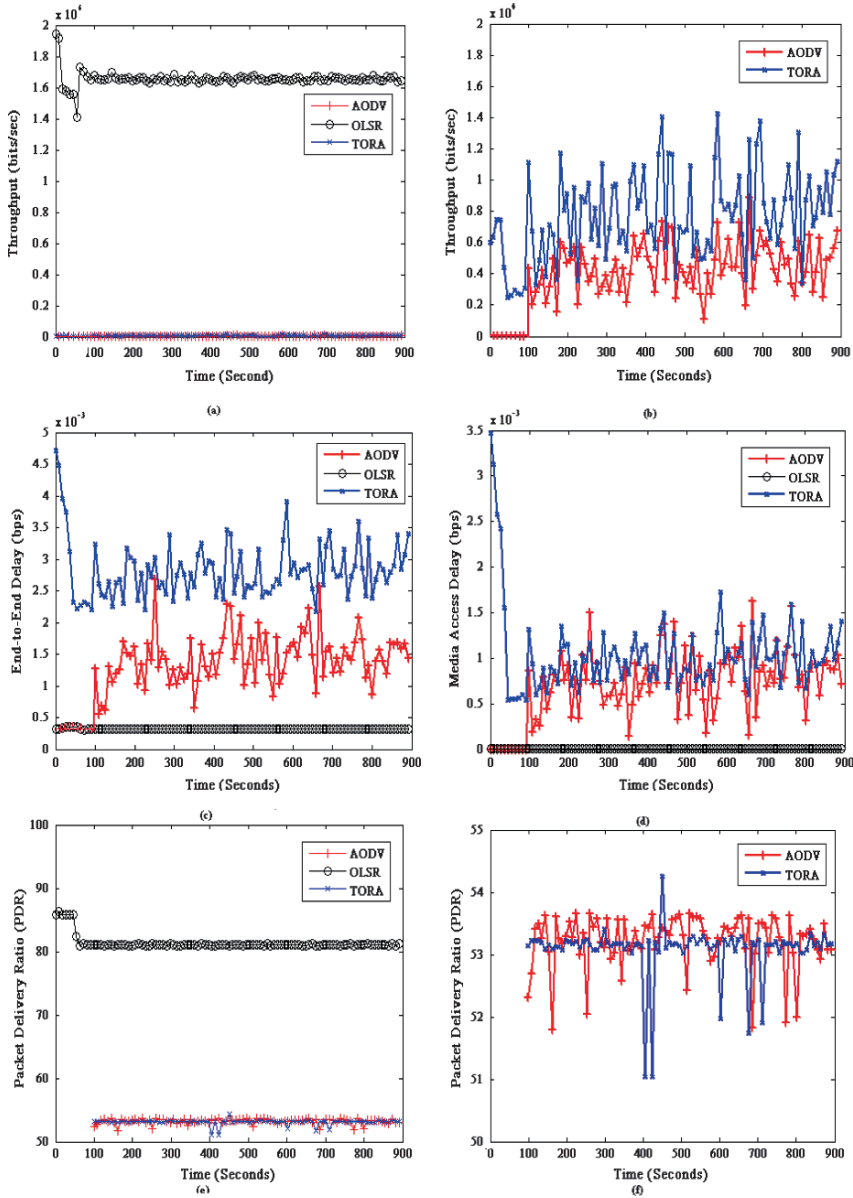 x 10^6
2
1.8
1.6
1.4
1.2
1
0.8
0.6
0.4
0.2
0
Throughput (bits/sec)
AODV
OLSR
TORA
0 100 200 300 400 500 600 700 800 900
Time (Second)
(a)
x 10^6
2
1.8
1.6
1.4
1.2
1
0.8
0.6
0.4
0.2
0
Throughput (bits/sec)
AODV
TORA
0 100 200 300 400 500 600 700 800 900
Time (Seconds)
(b)
x 10^-3
5
4.5
4
3.5
3
2.5
2
1.5
1
0.5
0
End-to-End Delay (bps)
AODV
OLSR
TORA
0 100 200 300 400 500 600 700 800 900
Time (Seconds)
(c)
x 10^-3
3.5
3
2.5
2
1.5
1
0.5
0
Media Access Delay (bps)
AODV
OLSR
TORA
0 100 200 300 400 500 600 700 800 900
Time (Seconds)
(d)
100
90
80
70
60
50
Packet Delivery Ratio (PDR)
AODV
OLSR
TORA
0 100 200 300 400 500 600 700 800 900
Time (Seconds)
(e)
55
54
53
52
51
50
Packet Delivery Ratio (PDR)
AODV
TORA
0 100 200 300 400 500 600 700 800 900
Time (Seconds)
(f)